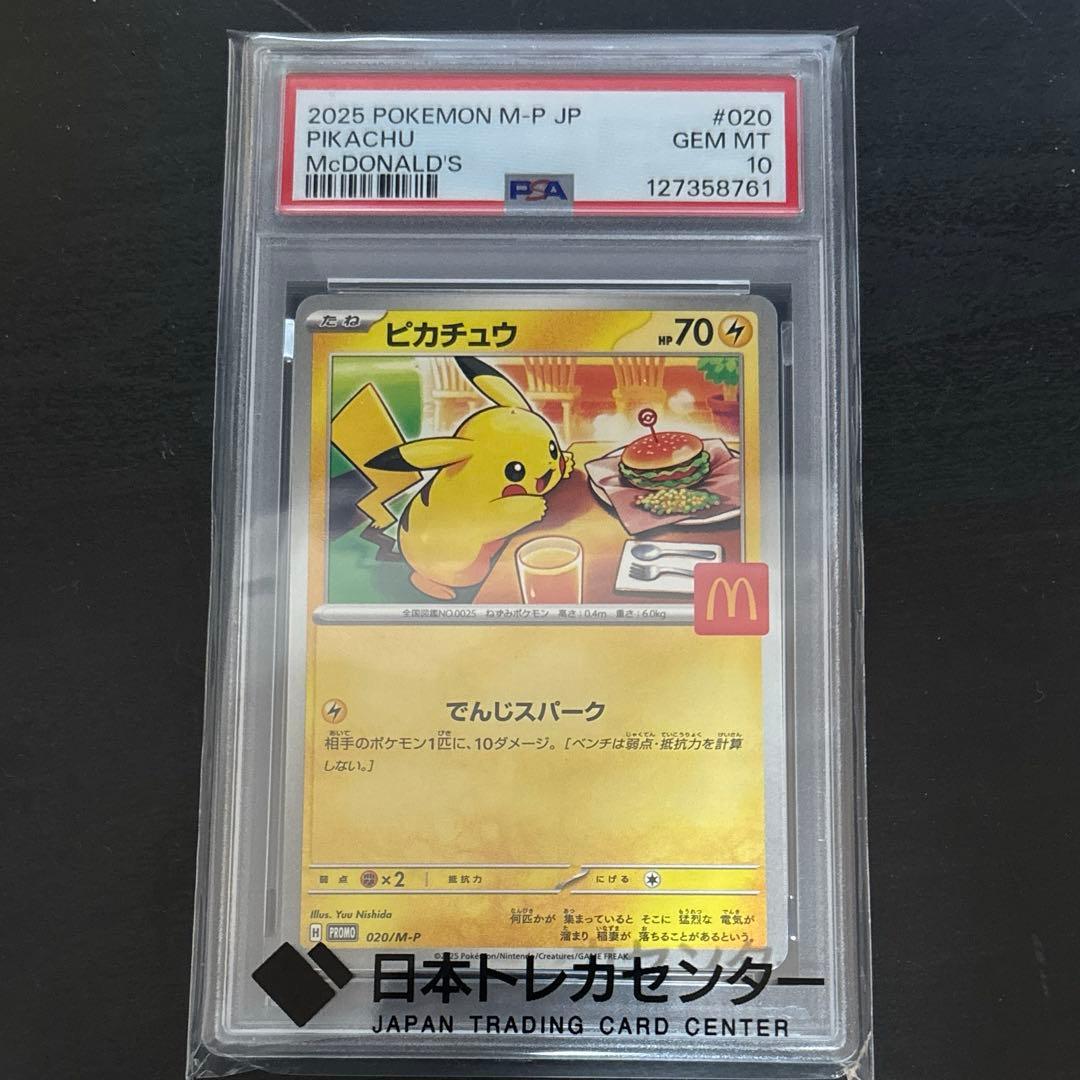 2025 POKEMON M-P JP #020
PIKACHU GEM MT
McDONALD'S 10
PSA 127358761
たね ピカチュウ HP70
全国図鑑NO.0025 ねずみポケモン 高さ:0.4m 重さ:6.0kg
でんじスパーク
相手のポケモン1匹に、10ダメージ。[ベンチは弱点・抵抗力を計算
しない。]
弱点 ×2 抵抗力 にげる
Illus. Yuu Nishida
何匹かが 集まっていると そこに 猛烈な 電気が
溜まり 稲妻が 落ちることがあるという。
H PROMO 020/M-P
©2025 Pokémon/Nintendo/Creatures/GAME FREAK
日本トレカセンター
JAPAN TRADING CARD CENTER